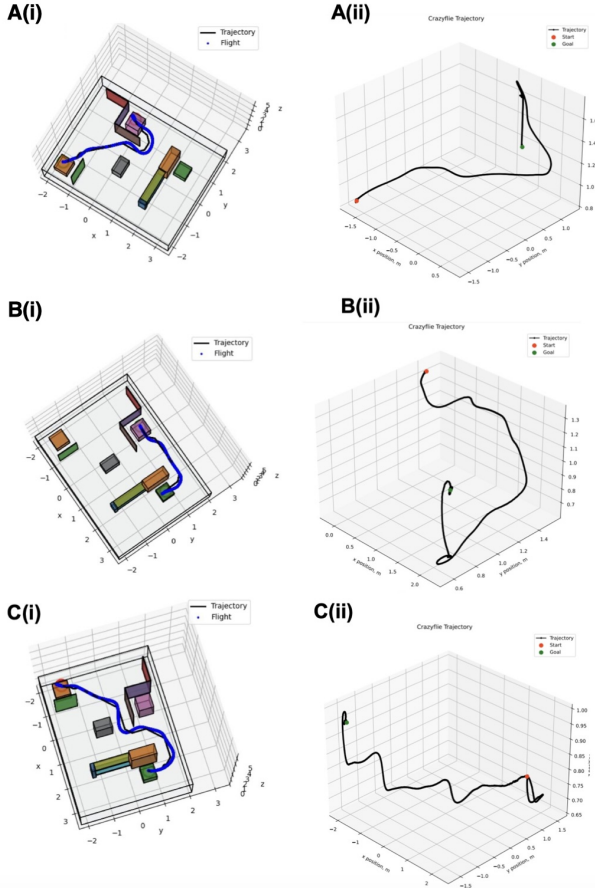 A(i)
Trajectory
Flight
z
3
2
1
0
-1
-2
y
-2
-1
0
1
2
3
x
A(ii)
Crazyflie Trajectory
Trajectory
Start
Goal
1.4
1.2
1.0
0.8
−1.5
−1.0
−0.5
0.0
0.5
x position, m
−1.5
−1.0
−0.5
0.0
0.5
1.0
y position, m
B(i)
Trajectory
Flight
z
-2
-1
0
1
2
3
x
-2
-1
0
1
2
3
y
B(ii)
Crazyflie Trajectory
Trajectory
Start
Goal
1.3
1.2
1.1
1.0
0.9
0.8
0.7
0.0
0.5
1.0
1.5
2.0
x position, m
0.6
0.8
1.0
1.2
1.4
y position, m
C(i)
Trajectory
Flight
z
-2
-1
0
1
2
3
x
-2
-1
0
1
2
3
y
C(ii)
Crazyflie Trajectory
Trajectory
Start
Goal
1.00
0.95
0.90
0.85
0.80
0.75
0.70
0.65
−2
−1
0
1
2
x position, m
−1.5
−1.0
−0.5
0.0
0.5
1.0
1.5
y position, m